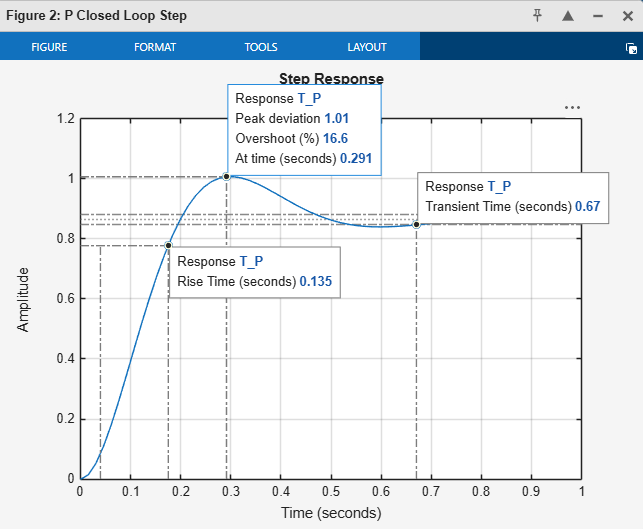 Figure 2: P Closed Loop Step
FIGURE FORMAT TOOLS LAYOUT
Step Response
Response T_P
Peak deviation 1.01
Overshoot (%) 16.6
At time (seconds) 0.291
Response T_P
Transient Time (seconds) 0.67
Response T_P
Rise Time (seconds) 0.135
Amplitude
1.2
1
0.8
0.6
0.4
0.2
0
0 0.1 0.2 0.3 0.4 0.5 0.6 0.7 0.8 0.9 1
Time (seconds)